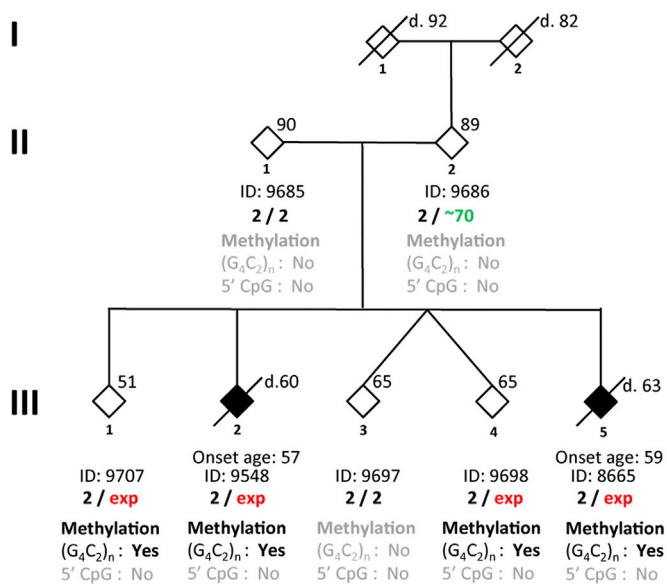 I
d. 92
d. 82
1
2
II
90
89
1
2
ID: 9685
ID: 9686
2 / 2
2 / ~70
Methylation
Methylation
(G₄C₂)ₙ : No
(G₄C₂)ₙ : No
5' CpG : No
5' CpG : No
III
51
d.60
65
65
d. 63
1
2
3
4
5
Onset age: 57
Onset age: 59
ID: 9707
ID: 9548
ID: 9697
ID: 9698
ID: 8665
2 / exp
2 / exp
2 / 2
2 / exp
2 / exp
Methylation
Methylation
Methylation
Methylation
Methylation
(G₄C₂)ₙ : Yes
(G₄C₂)ₙ : Yes
(G₄C₂)ₙ : No
(G₄C₂)ₙ : Yes
(G₄C₂)ₙ : Yes
5' CpG : No
5' CpG : No
5' CpG : No
5' CpG : No
5' CpG : No